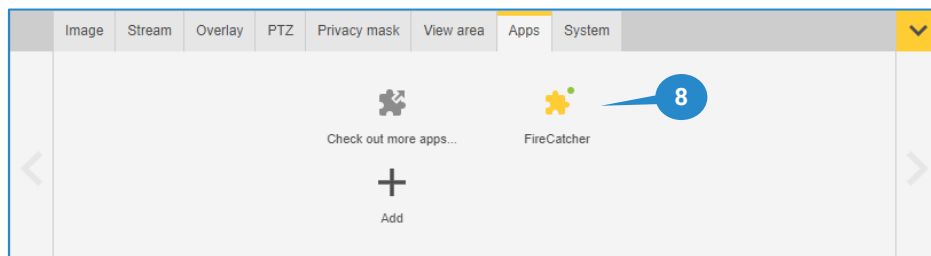 Image Stream Overlay PTZ Privacy mask View area Apps System
8
Check out more apps... FireCatcher
Add